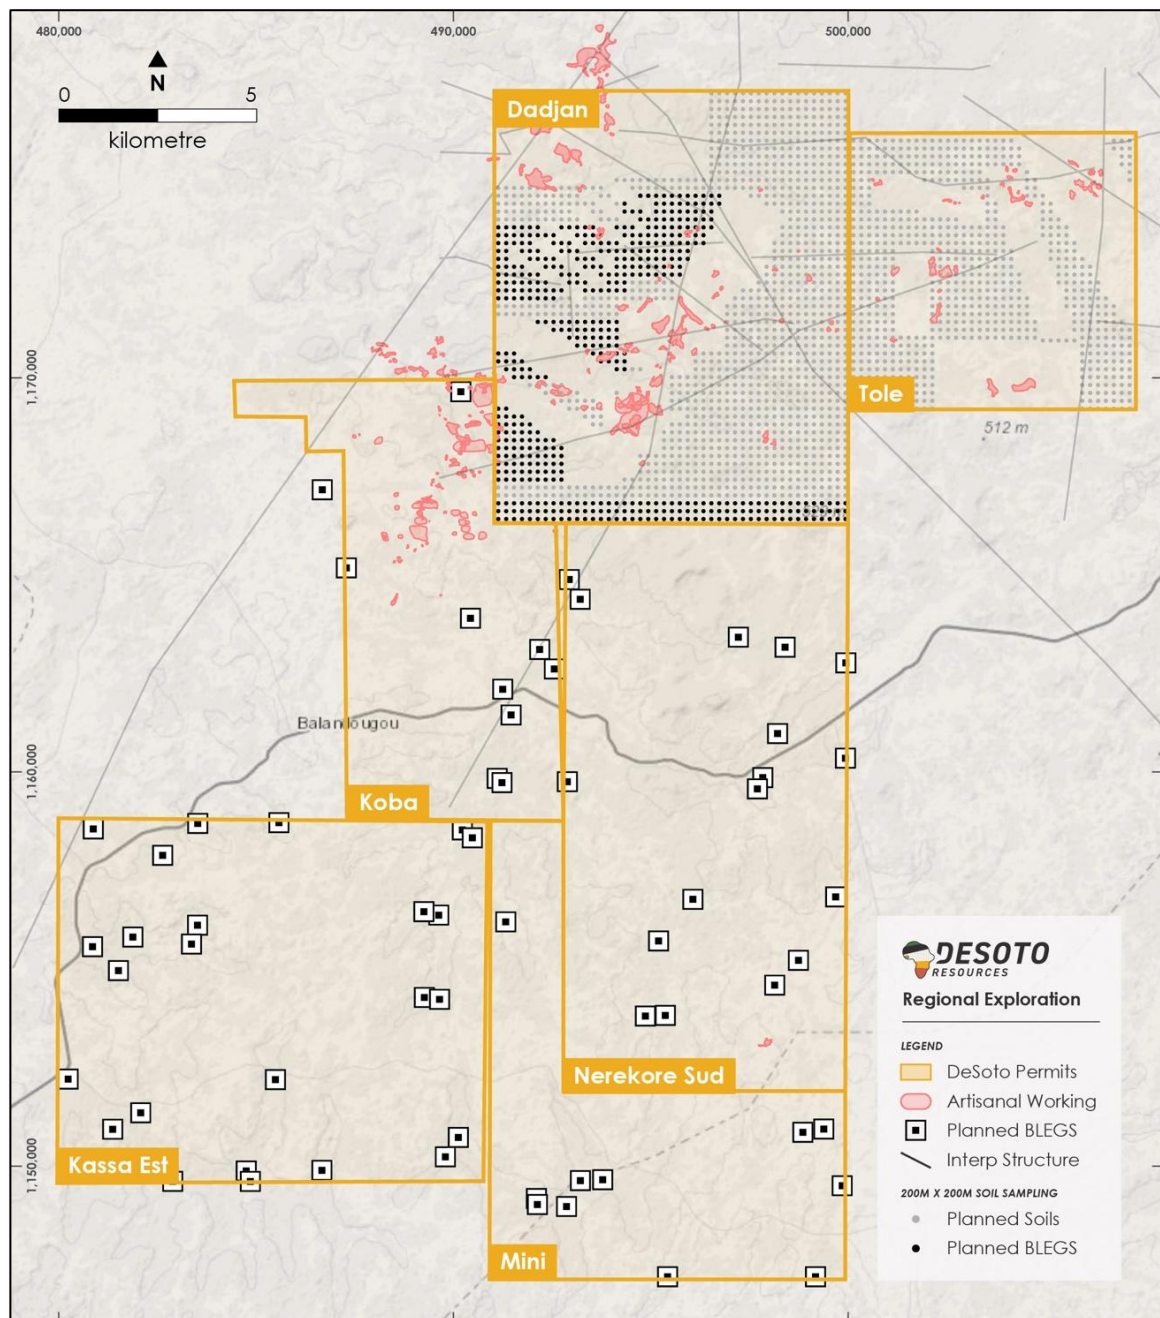 480,000
490,000
500,000
N
0 5
kilometre
Dadjan
1,170,000
Tole
512 m
Balandougou
1,160,000
Koba
DESOTO
RESOURCES
Regional Exploration
LEGEND
DeSoto Permits
Artisanal Working
Planned BLEGS
Interp Structure
200M X 200M SOIL SAMPLING
Planned Soils
Planned BLEGS
Nerekore Sud
Kassa Est
1,150,000
Mini